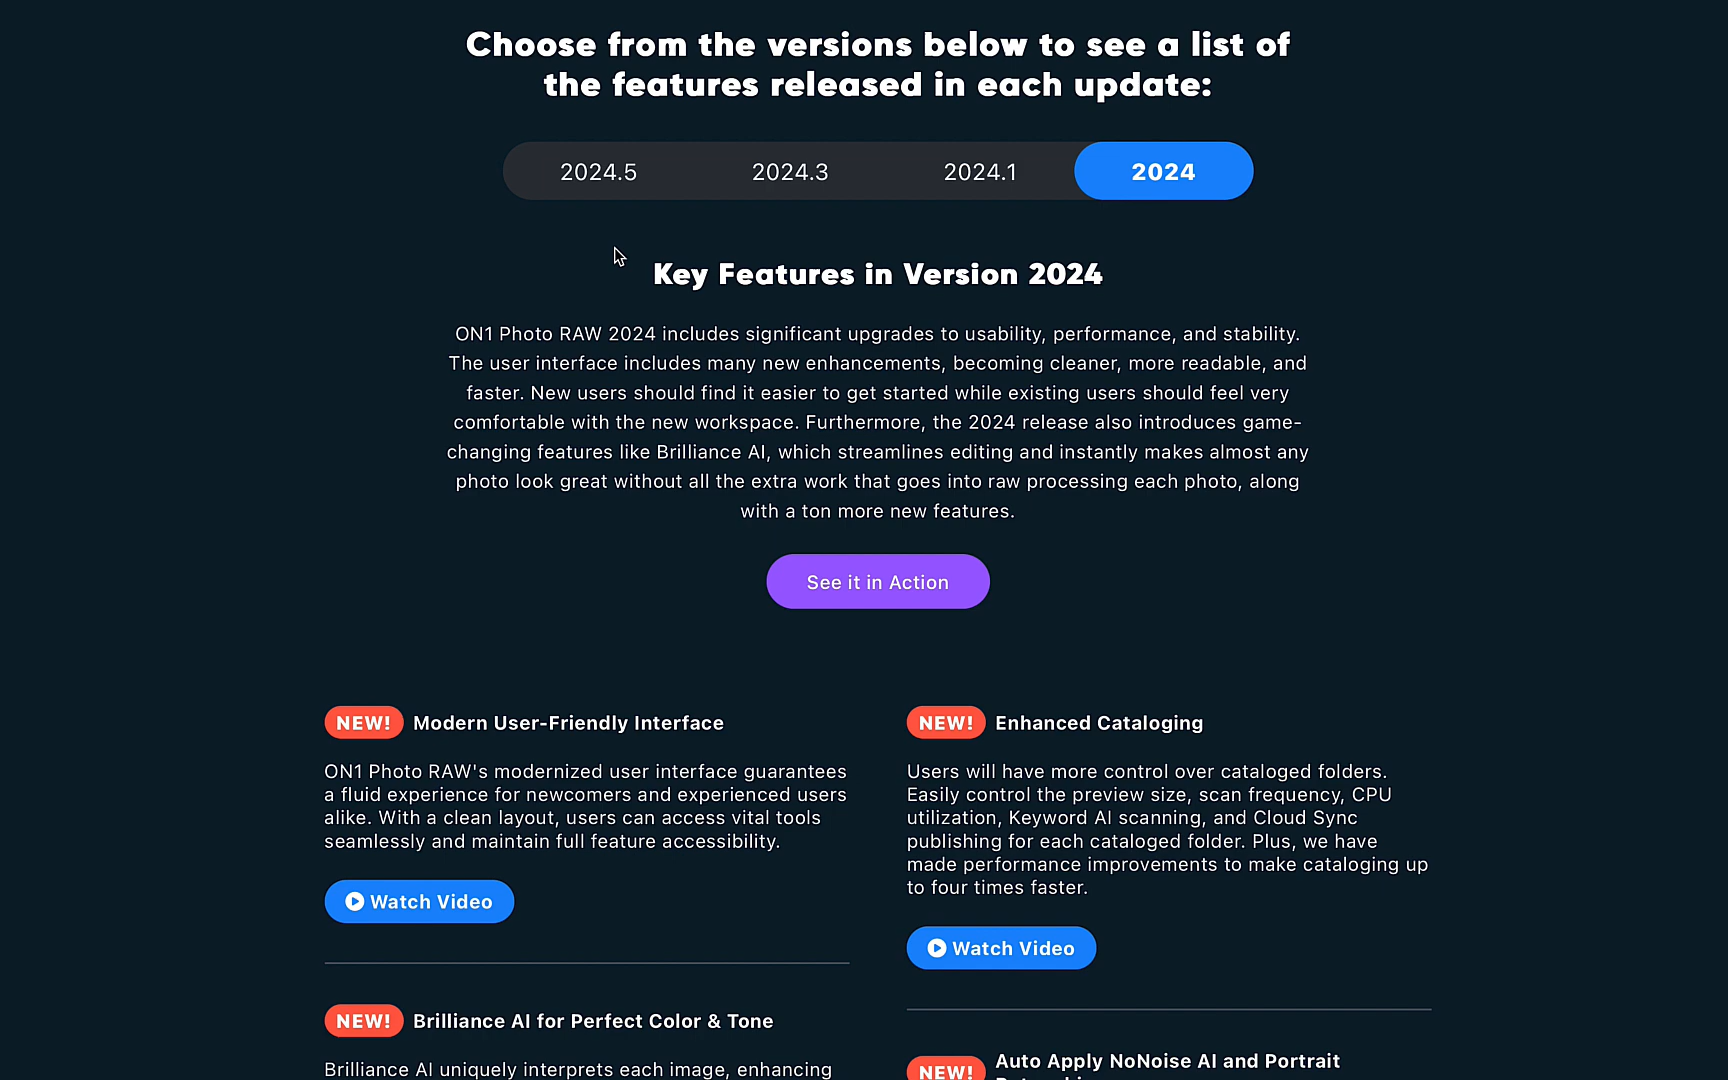 Choose from the versions below to see a list of
the features released in each update:
2024.5 2024.3 2024.1 2024
Key Features in Version 2024
ON1 Photo RAW 2024 includes significant upgrades to usability, performance, and stability.
The user interface includes many new enhancements, becoming cleaner, more readable, and
faster. New users should find it easier to get started while existing users should feel very
comfortable with the new workspace. Furthermore, the 2024 release also introduces game-
changing features like Brilliance AI, which streamlines editing and instantly makes almost any
photo look great without all the extra work that goes into raw processing each photo, along
with a ton more new features.
See it in Action
NEW! Modern User-Friendly Interface
ON1 Photo RAW's modernized user interface guarantees
a fluid experience for newcomers and experienced users
alike. With a clean layout, users can access vital tools
seamlessly and maintain full feature accessibility.
Watch Video
NEW! Brilliance AI for Perfect Color & Tone
Brilliance AI uniquely interprets each image, enhancing
NEW! Enhanced Cataloging
Users will have more control over cataloged folders.
Easily control the preview size, scan frequency, CPU
utilization, Keyword AI scanning, and Cloud Sync
publishing for each cataloged folder. Plus, we have
made performance improvements to make cataloging up
to four times faster.
Watch Video
NEW! Auto Apply NoNoise AI and Portrait